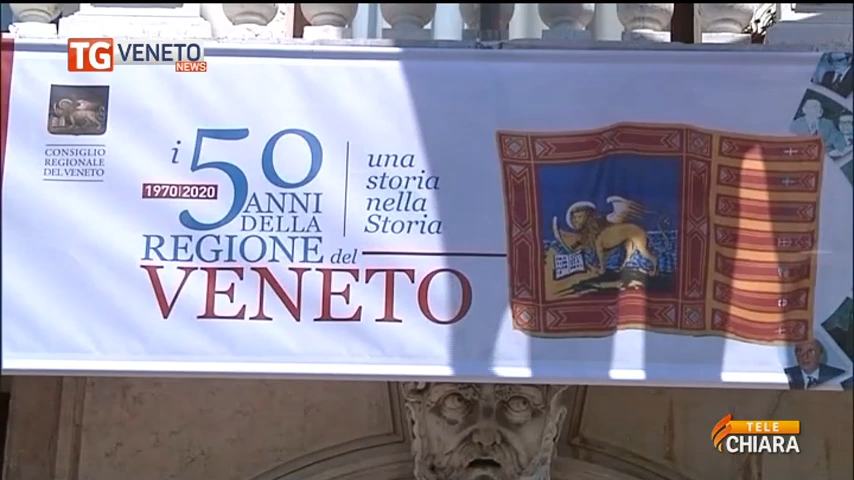 TG VENETO
NEWS
CONSIGLIO
REGIONALE
DEL VENETO
i 50
1970|2020
ANNI
DELLA
REGIONE del
VENETO
una
storia
nella
Storia
TELE
CHIARA